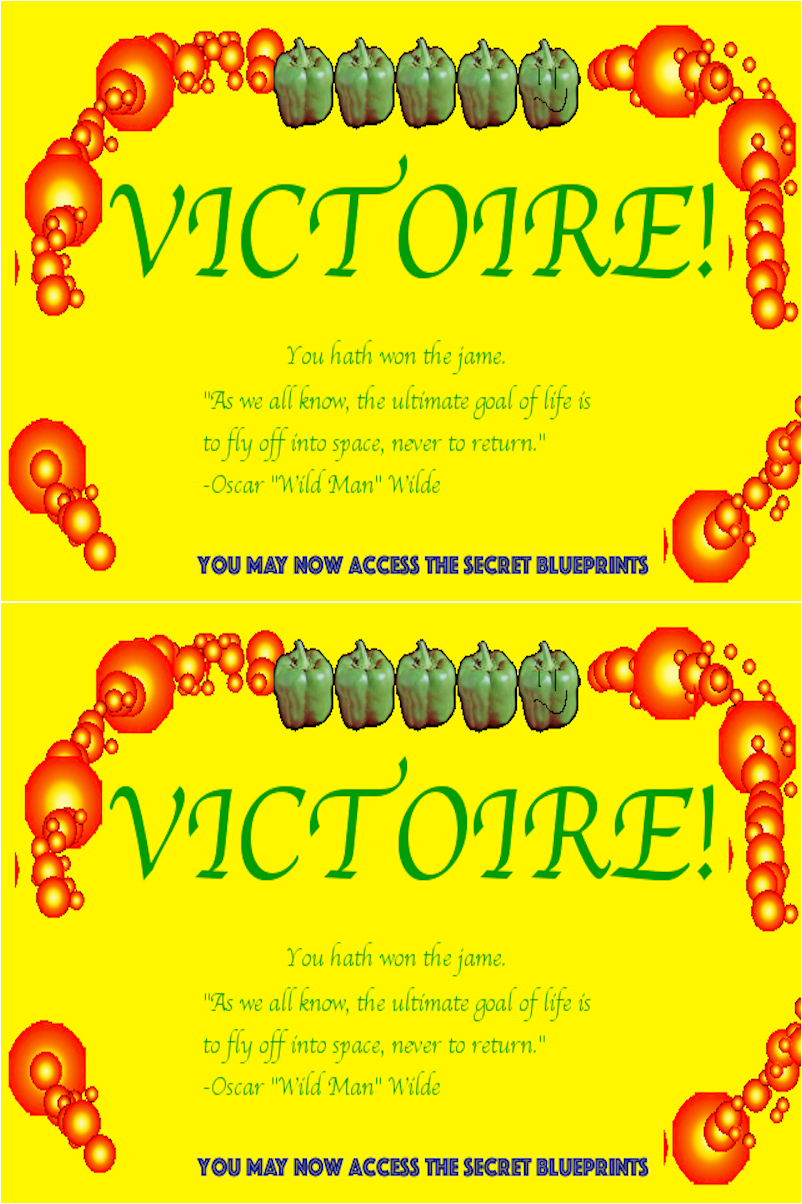 VICTOIRE!
You hath won the jame.
"As we all know, the ultimate goal of life is
to fly off into space, never to return."
-Oscar "Wild Man" Wilde
YOU MAY NOW ACCESS THE SECRET BLUEPRINTS
VICTOIRE!
You hath won the jame.
"As we all know, the ultimate goal of life is
to fly off into space, never to return."
-Oscar "Wild Man" Wilde
YOU MAY NOW ACCESS THE SECRET BLUEPRINTS